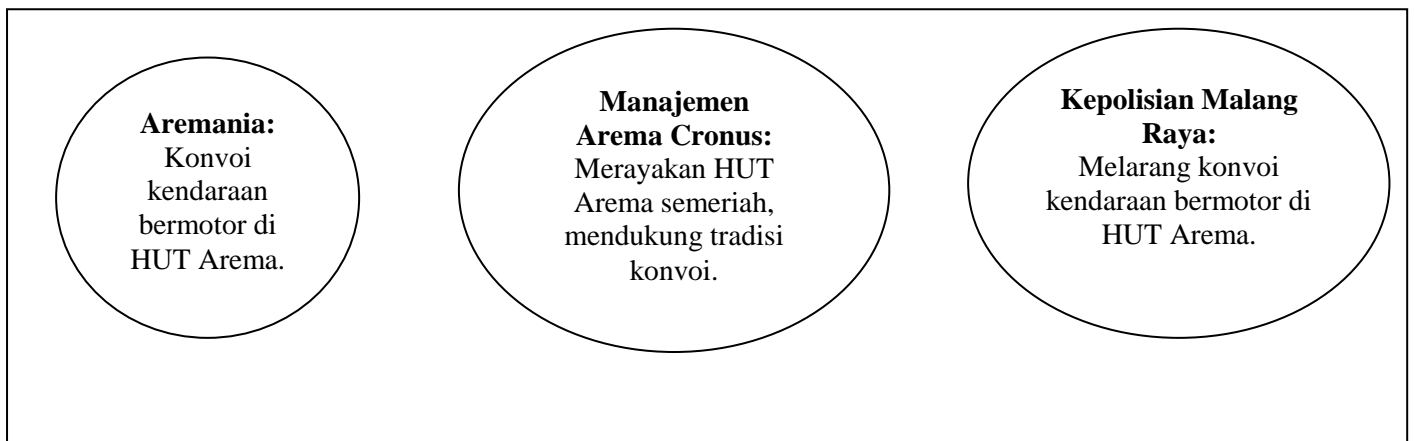 Aremania:
Konvoi
kendaraan
bermotor di
HUT Arema.
Manajemen
Arema Cronus:
Merayakan HUT
Arema semeriah,
mendukung tradisi
konvoi.
Kepolisian Malang
Raya:
Melarang konvoi
kendaraan bermotor di
HUT Arema.